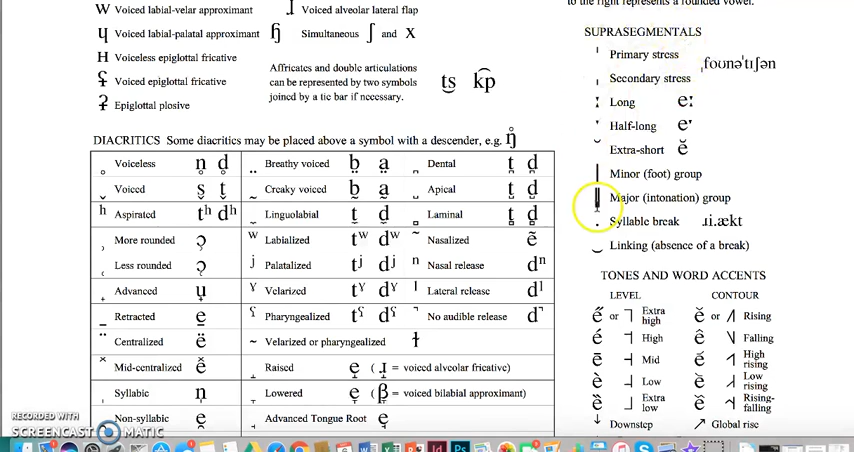 to the right represents a rounded vowel.
w Voiced labial-velar approximant
ɥ Voiced labial-palatal approximant
ʜ Voiceless epiglottal fricative
ʢ Voiced epiglottal fricative
ʡ Epiglottal plosive
ɺ Voiced alveolar lateral flap
ɧ Simultaneous ʃ and x
Affricates and double articulations
can be represented by two symbols
joined by a tie bar if necessary.
t͜s k͡p
DIACRITICS Some diacritics may be placed above a symbol with a descender, e.g. ŋ̊
̥ Voiceless n̥ d̥ ̤ Breathy voiced b̤ a̤ ̪ Dental t̪ d̪
̬ Voiced s̬ t̬ ̰ Creaky voiced b̰ a̰ ̺ Apical t̺ d̺
ʰ Aspirated tʰ dʰ ̼ Linguolabial t̼ d̼ ̻ Laminal t̻ d̻
̹ More rounded ɔ̹ ʷ Labialized tʷ dʷ ̃ Nasalized ẽ
̜ Less rounded ɔ̜ ʲ Palatalized tʲ dʲ ⁿ Nasal release dⁿ
̟ Advanced u̟ ˠ Velarized tˠ dˠ ˡ Lateral release dˡ
̠ Retracted e̠ ˤ Pharyngealized tˤ dˤ ̚ No audible release d̚
̈ Centralized ë ~ Velarized or pharyngealized ɫ
̽ Mid-centralized e̽ ̝ Raised e̝ ( ɹ̝ = voiced alveolar fricative)
̩ Syllabic n̩ ̞ Lowered e̞ ( β̞ = voiced bilabial approximant)
̯ Non-syllabic e̯ ̘ Advanced Tongue Root e̘
SUPRASEGMENTALS
ˈ Primary stress
ˌ Secondary stress
ˌfoʊnəˈtɪʃən
ː Long eː
ˑ Half-long eˑ
̆ Extra-short ĕ
| Minor (foot) group
‖ Major (intonation) group
. Syllable break ɹi.ækt
‿ Linking (absence of a break)
TONES AND WORD ACCENTS
LEVEL CONTOUR
e̋ or ˥ Extra high ě or ˩˥ Rising
é ˦ High ê ˥˩ Falling
ē ˧ Mid e᷄ ˦˥ High rising
è ˨ Low e᷅ ˩˨ Low rising
ȅ ˩ Extra low e᷈ ˧˦˧ Rising-falling
↓ Downstep ↗ Global rise
RECORDED WITH
SCREENCAST-O-MATIC